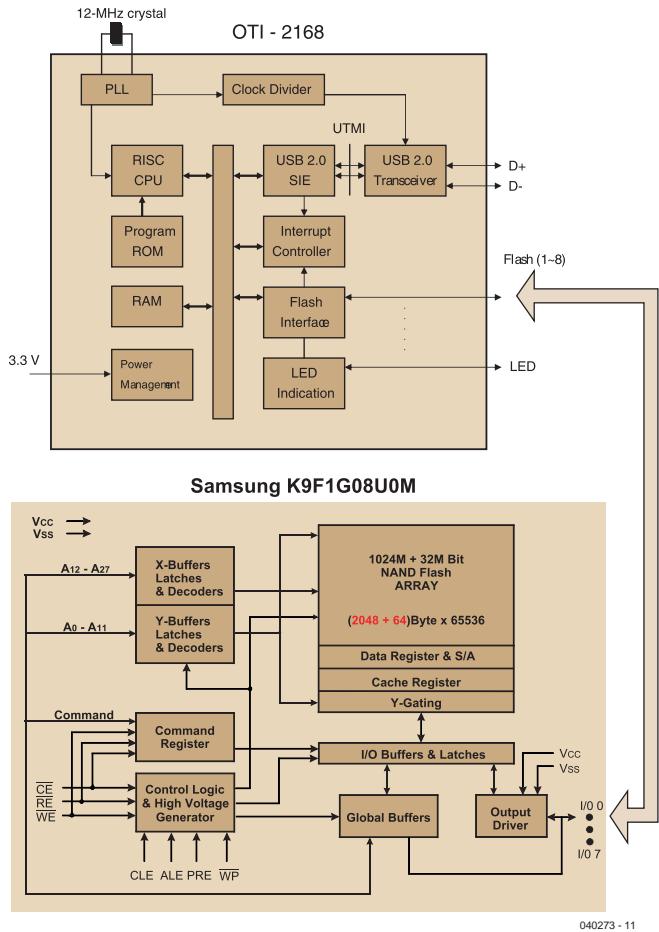 12-MHz crystal
OTI - 2168
PLL
Clock Divider
UTMI
RISC
CPU
USB 2.0
SIE
USB 2.0
Transceiver
D+
D-
Program
ROM
Interrupt
Controller
Flash (1~8)
RAM
Flash
Interface
3.3 V
Power
Management
LED
Indication
LED
Samsung K9F1G08U0M
Vcc
Vss
A12 - A27
X-Buffers
Latches
& Decoders
1024M + 32M Bit
NAND Flash
ARRAY
(2048 + 64)Byte x 65536
A0 - A11
Y-Buffers
Latches
& Decoders
Data Register & S/A
Cache Register
Y-Gating
Command
Command
Register
I/O Buffers & Latches
Vcc
Vss
CE
RE
WE
Control Logic
& High Voltage
Generator
Global Buffers
Output
Driver
I/0 0
I/0 7
CLE ALE PRE WP
040273 - 11